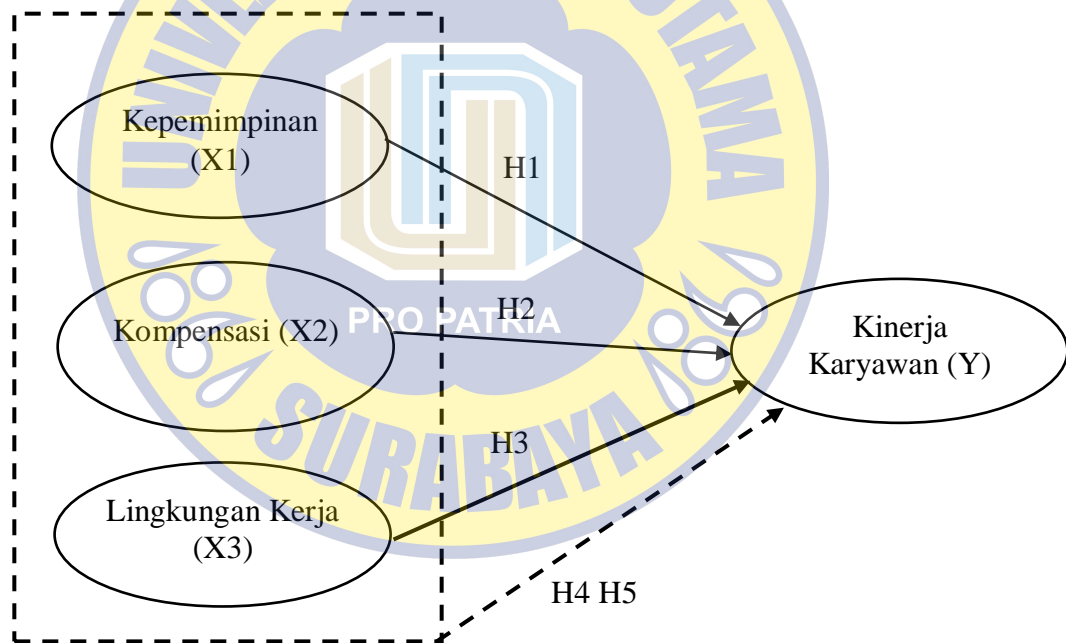 Kepemimpinan
(X1)
H1
Kompensasi (X2)
H2
Kinerja
Karyawan (Y)
Lingkungan Kerja
(X3)
H3
H4 H5
PRO PATRIA
SURABAYA